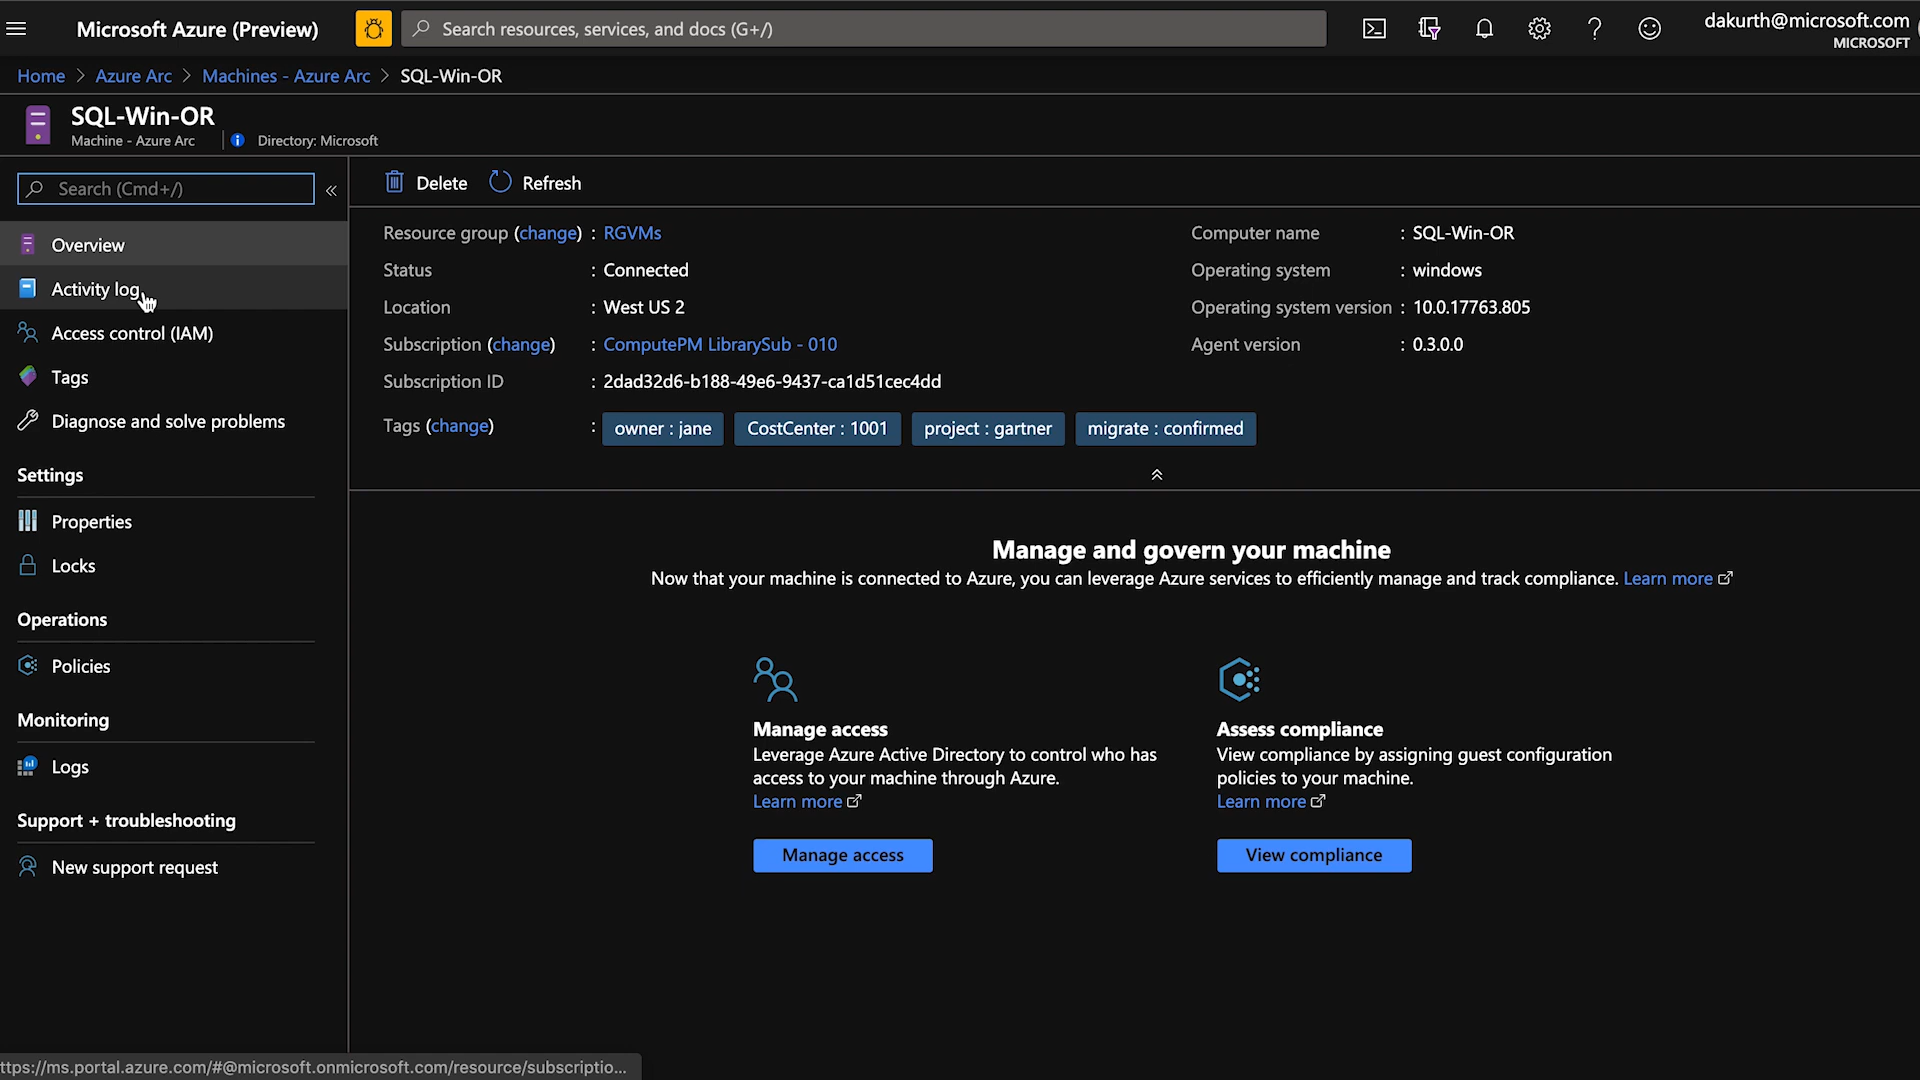 Microsoft Azure (Preview)
Search resources, services, and docs (G+/)
dakurth@microsoft.com
MICROSOFT
Home > Azure Arc > Machines - Azure Arc > SQL-Win-OR
SQL-Win-OR
Machine - Azure Arc
Directory: Microsoft
Search (Cmd+/)
Overview
Activity log
Access control (IAM)
Tags
Diagnose and solve problems
Settings
Properties
Locks
Operations
Policies
Monitoring
Logs
Support + troubleshooting
New support request
Delete
Refresh
Resource group (change) : RGVMs
Status : Connected
Location : West US 2
Subscription (change) : ComputePM LibrarySub - 010
Subscription ID : 2dad32d6-b188-49e6-9437-ca1d51cec4dd
Tags (change) : owner : jane CostCenter : 1001 project : gartner migrate : confirmed
Computer name : SQL-Win-OR
Operating system : windows
Operating system version : 10.0.17763.805
Agent version : 0.3.0.0
Manage and govern your machine
Now that your machine is connected to Azure, you can leverage Azure services to efficiently manage and track compliance. Learn more
Manage access
Leverage Azure Active Directory to control who has
access to your machine through Azure.
Learn more
Manage access
Assess compliance
View compliance by assigning guest configuration
policies to your machine.
Learn more
View compliance
ttps://ms.portal.azure.com/#@microsoft.onmicrosoft.com/resource/subscriptio...